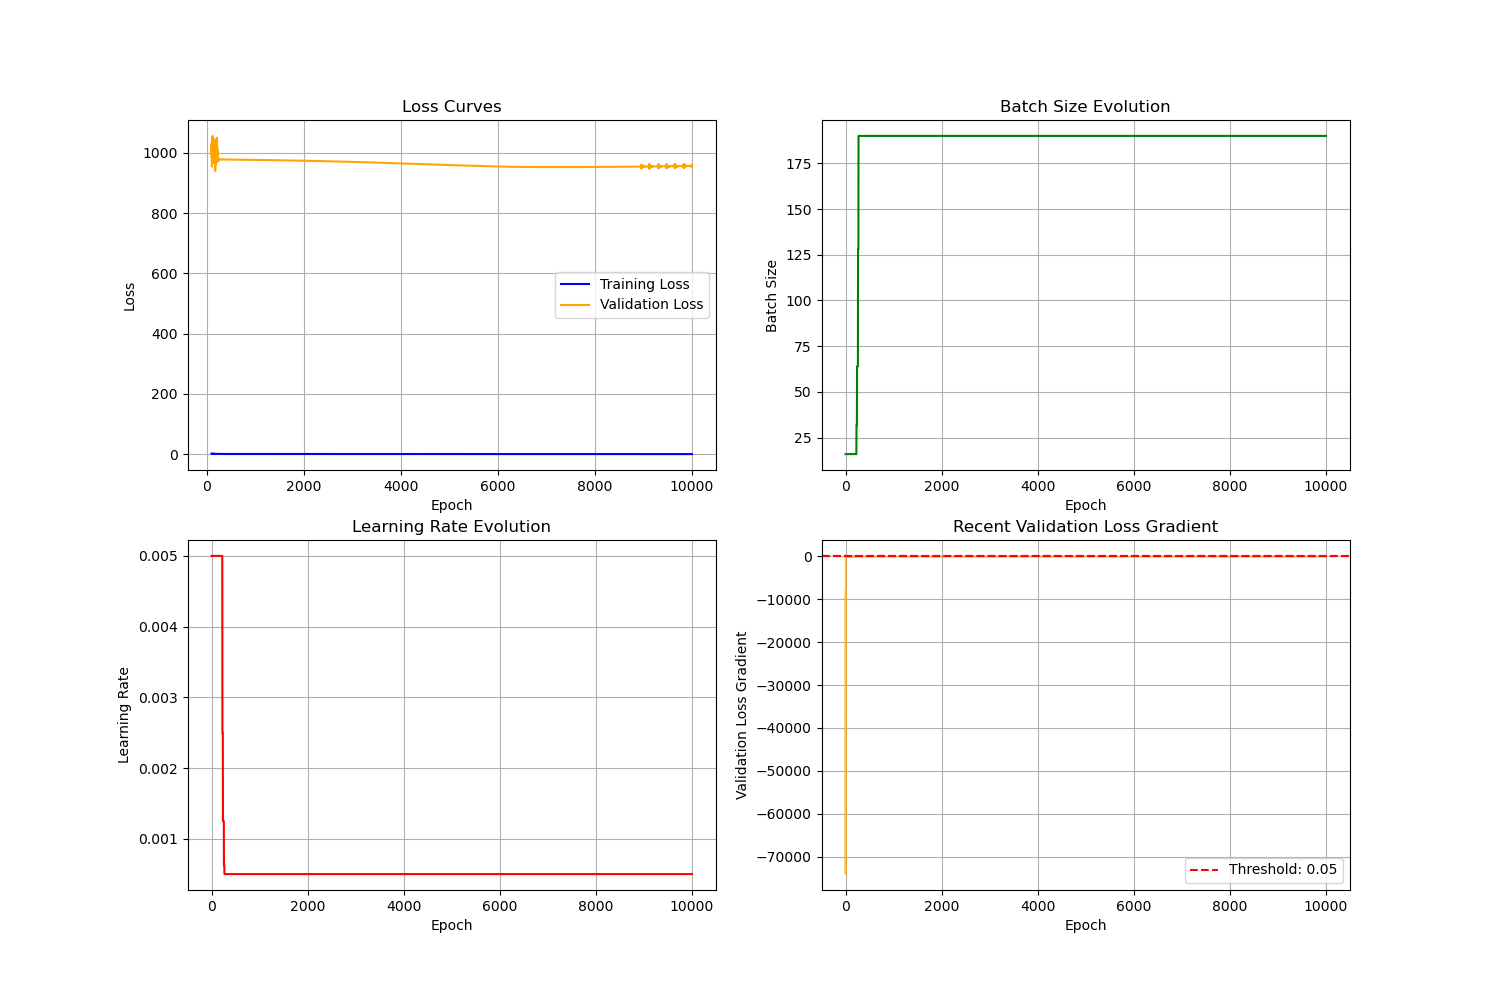 Loss Curves
1000
800
600
400
200
0
Loss
Training Loss
Validation Loss
0 2000 4000 6000 8000 10000
Epoch
Batch Size Evolution
175
150
125
100
75
50
25
Batch Size
0 2000 4000 6000 8000 10000
Epoch
Learning Rate Evolution
0.005
0.004
0.003
0.002
0.001
Learning Rate
0 2000 4000 6000 8000 10000
Epoch
Recent Validation Loss Gradient
0
−10000
−20000
−30000
−40000
−50000
−60000
−70000
Validation Loss Gradient
Threshold: 0.05
0 2000 4000 6000 8000 10000
Epoch